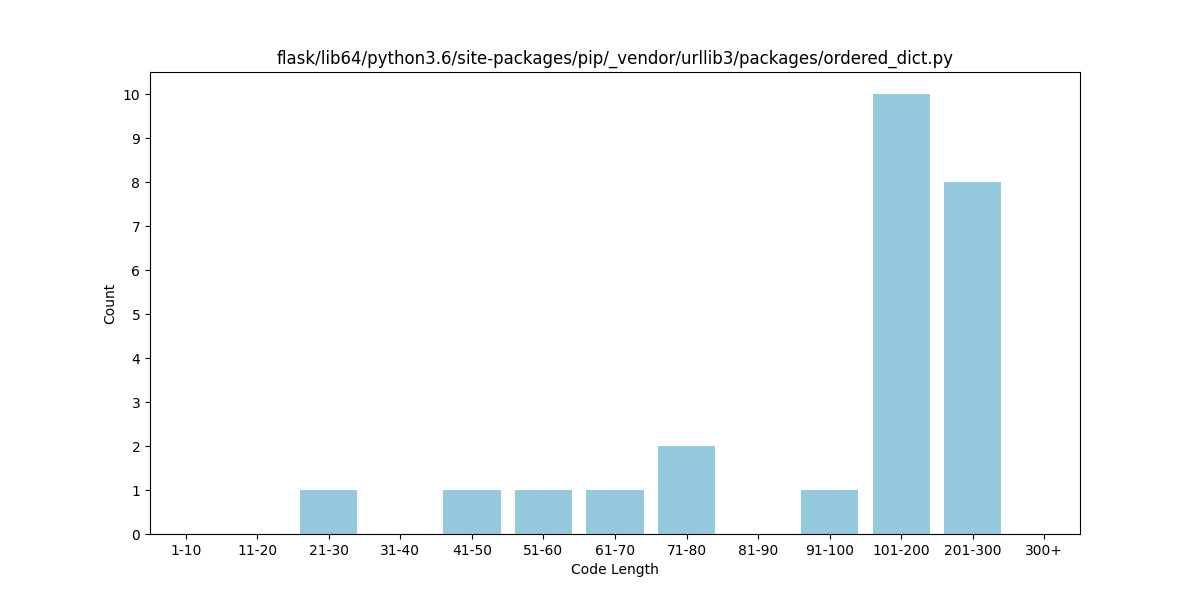 flask/lib64/python3.6/site-packages/pip/_vendor/urllib3/packages/ordered_dict.py
10
9
8
7
6
5
4
3
2
1
0
Count
1-10 11-20 21-30 31-40 41-50 51-60 61-70 71-80 81-90 91-100 101-200 201-300 300+
Code Length